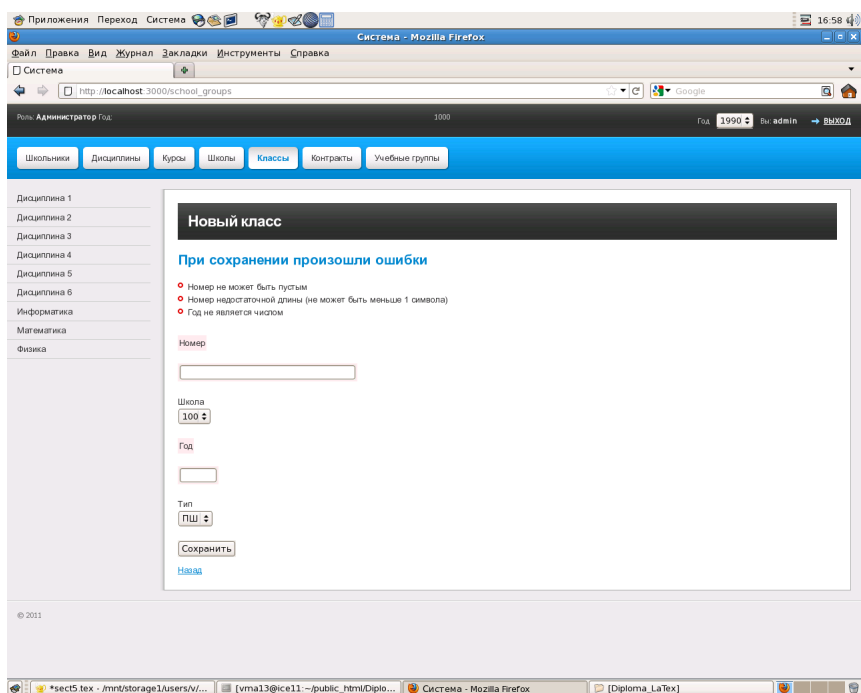 Приложения Переход Система 16:58
Система - Mozilla Firefox
Файл Правка Вид Журнал Закладки Инструменты Справка
Система
http://localhost:3000/school_groups Google
Роль: Администратор Год: 1000 Год 1990 Вы: admin → ВЫХОД
Школьники Дисциплины Курсы Школы Классы Контракты Учебные группы
Дисциплина 1
Дисциплина 2
Дисциплина 3
Дисциплина 4
Дисциплина 5
Дисциплина 6
Информатика
Математика
Физика
Новый класс
При сохранении произошли ошибки
Номер не может быть пустым
Номер недостаточной длины (не может быть меньше 1 символа)
Год не является числом
Номер
Школа
100
Год
Тип
ПШ
Сохранить
Назад
© 2011
*sect5.tex - /mnt/storage1/users/v/... [vma13@ice11:~/public_html/Diplo... Система - Mozilla Firefox [Diploma_LaTex]